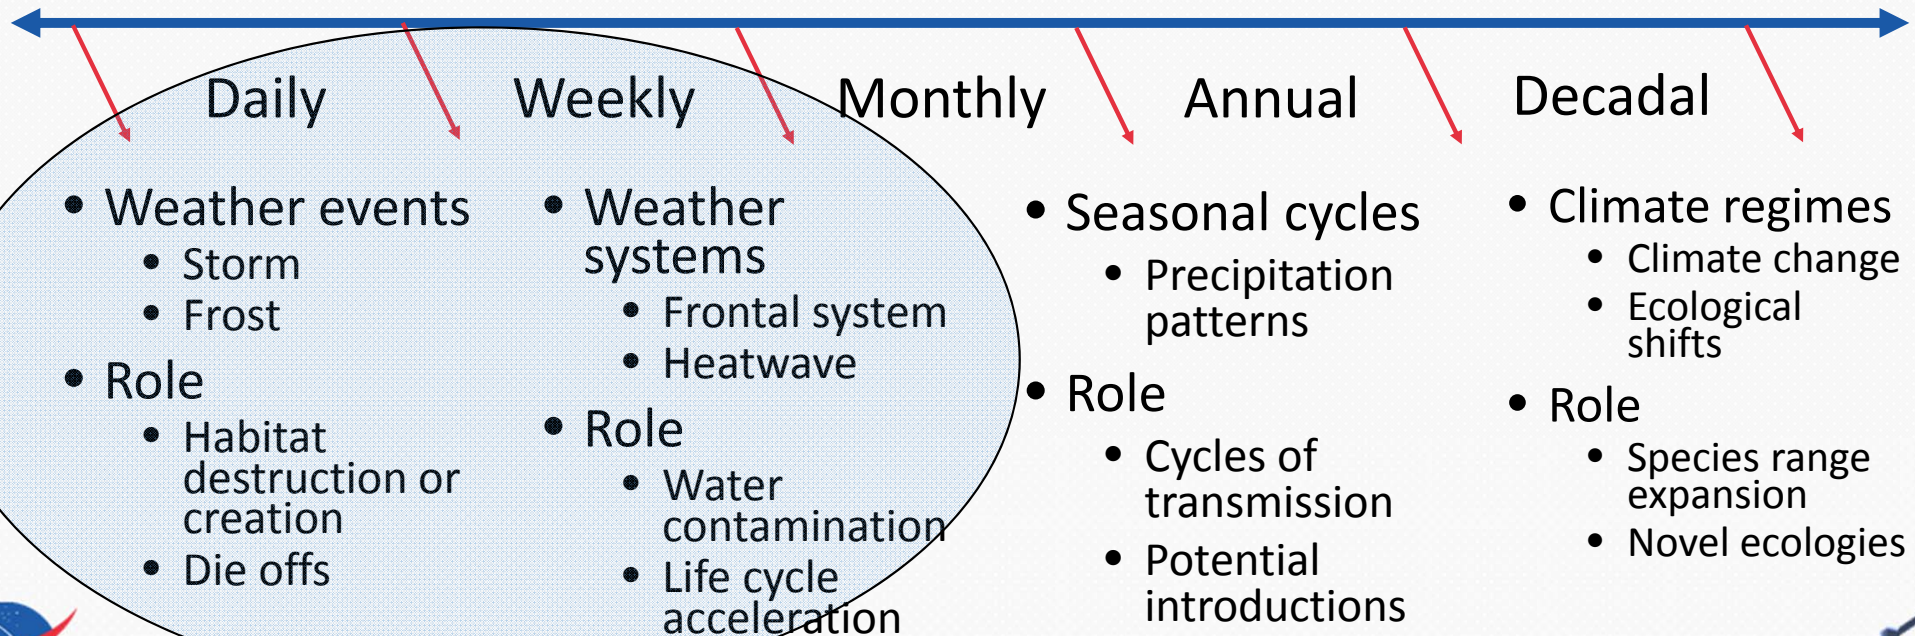 Daily
Weekly
Monthly
Annual
Decadal
• Weather events
• Storm
• Frost
• Role
• Habitat
destruction or
creation
• Die offs
• Weather
systems
• Frontal system
• Heatwave
• Role
• Water
contamination
• Life cycle
acceleration
• Seasonal cycles
• Precipitation
patterns
• Role
• Cycles of
transmission
• Potential
introductions
• Climate regimes
• Climate change
• Ecological
shifts
• Role
• Species range
expansion
• Novel ecologies